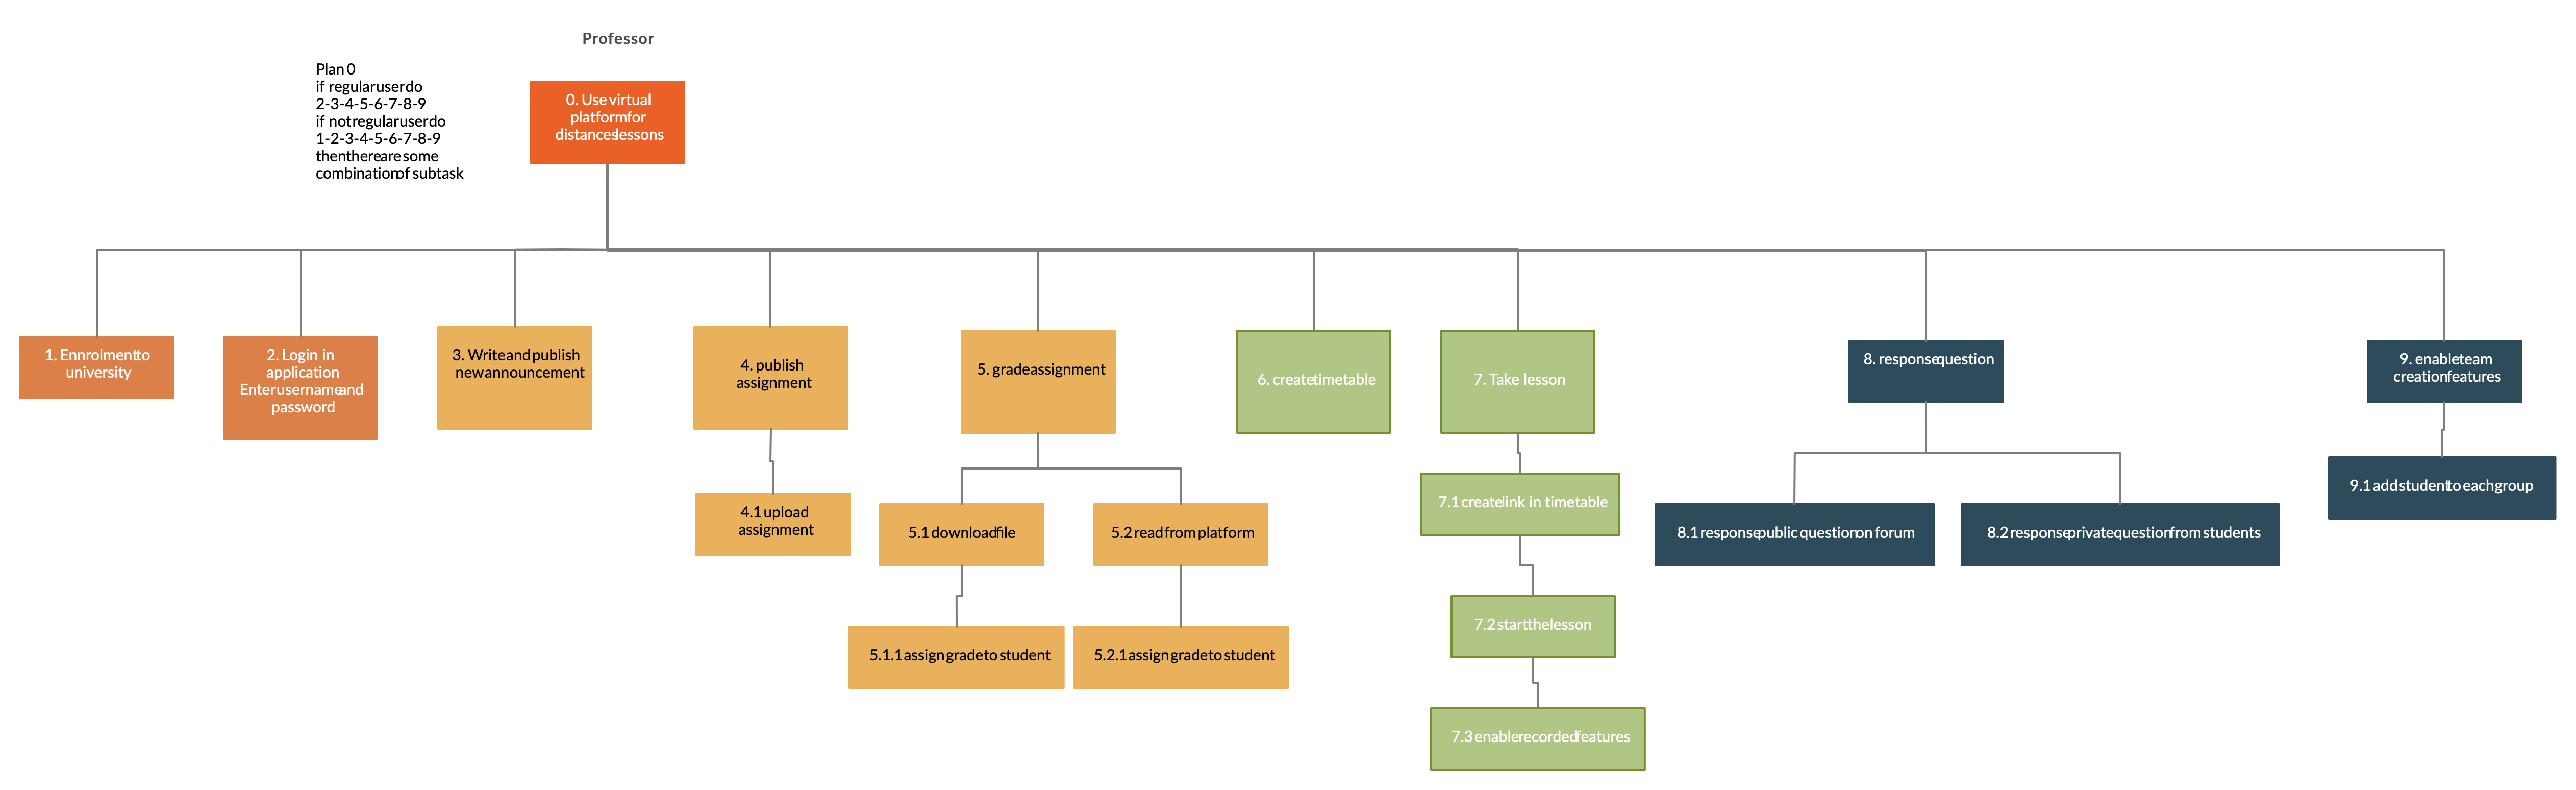 Professor
Plan 0
if regular user do
2-3-4-5-6-7-8-9
if not regular user do
1-2-3-4-5-6-7-8-9
then there are some
combination of subtask
0. Use virtual
platform for
distances lessons
1. Ennrolment to
university
2. Login in
application
Enter username and
password
3. Write and publish
new announcement
4. publish
assignment
5. grade assignment
6. create timetable
7. Take lesson
8. response question
9. enable team
creation features
4.1 upload
assignment
5.1 download file
5.2 read from platform
7.1 create link in timetable
8.1 response public question on forum
8.2 response private question from students
9.1 add student to each group
5.1.1 assign grade to student
5.2.1 assign grade to student
7.2 start the lesson
7.3 enable recorded features